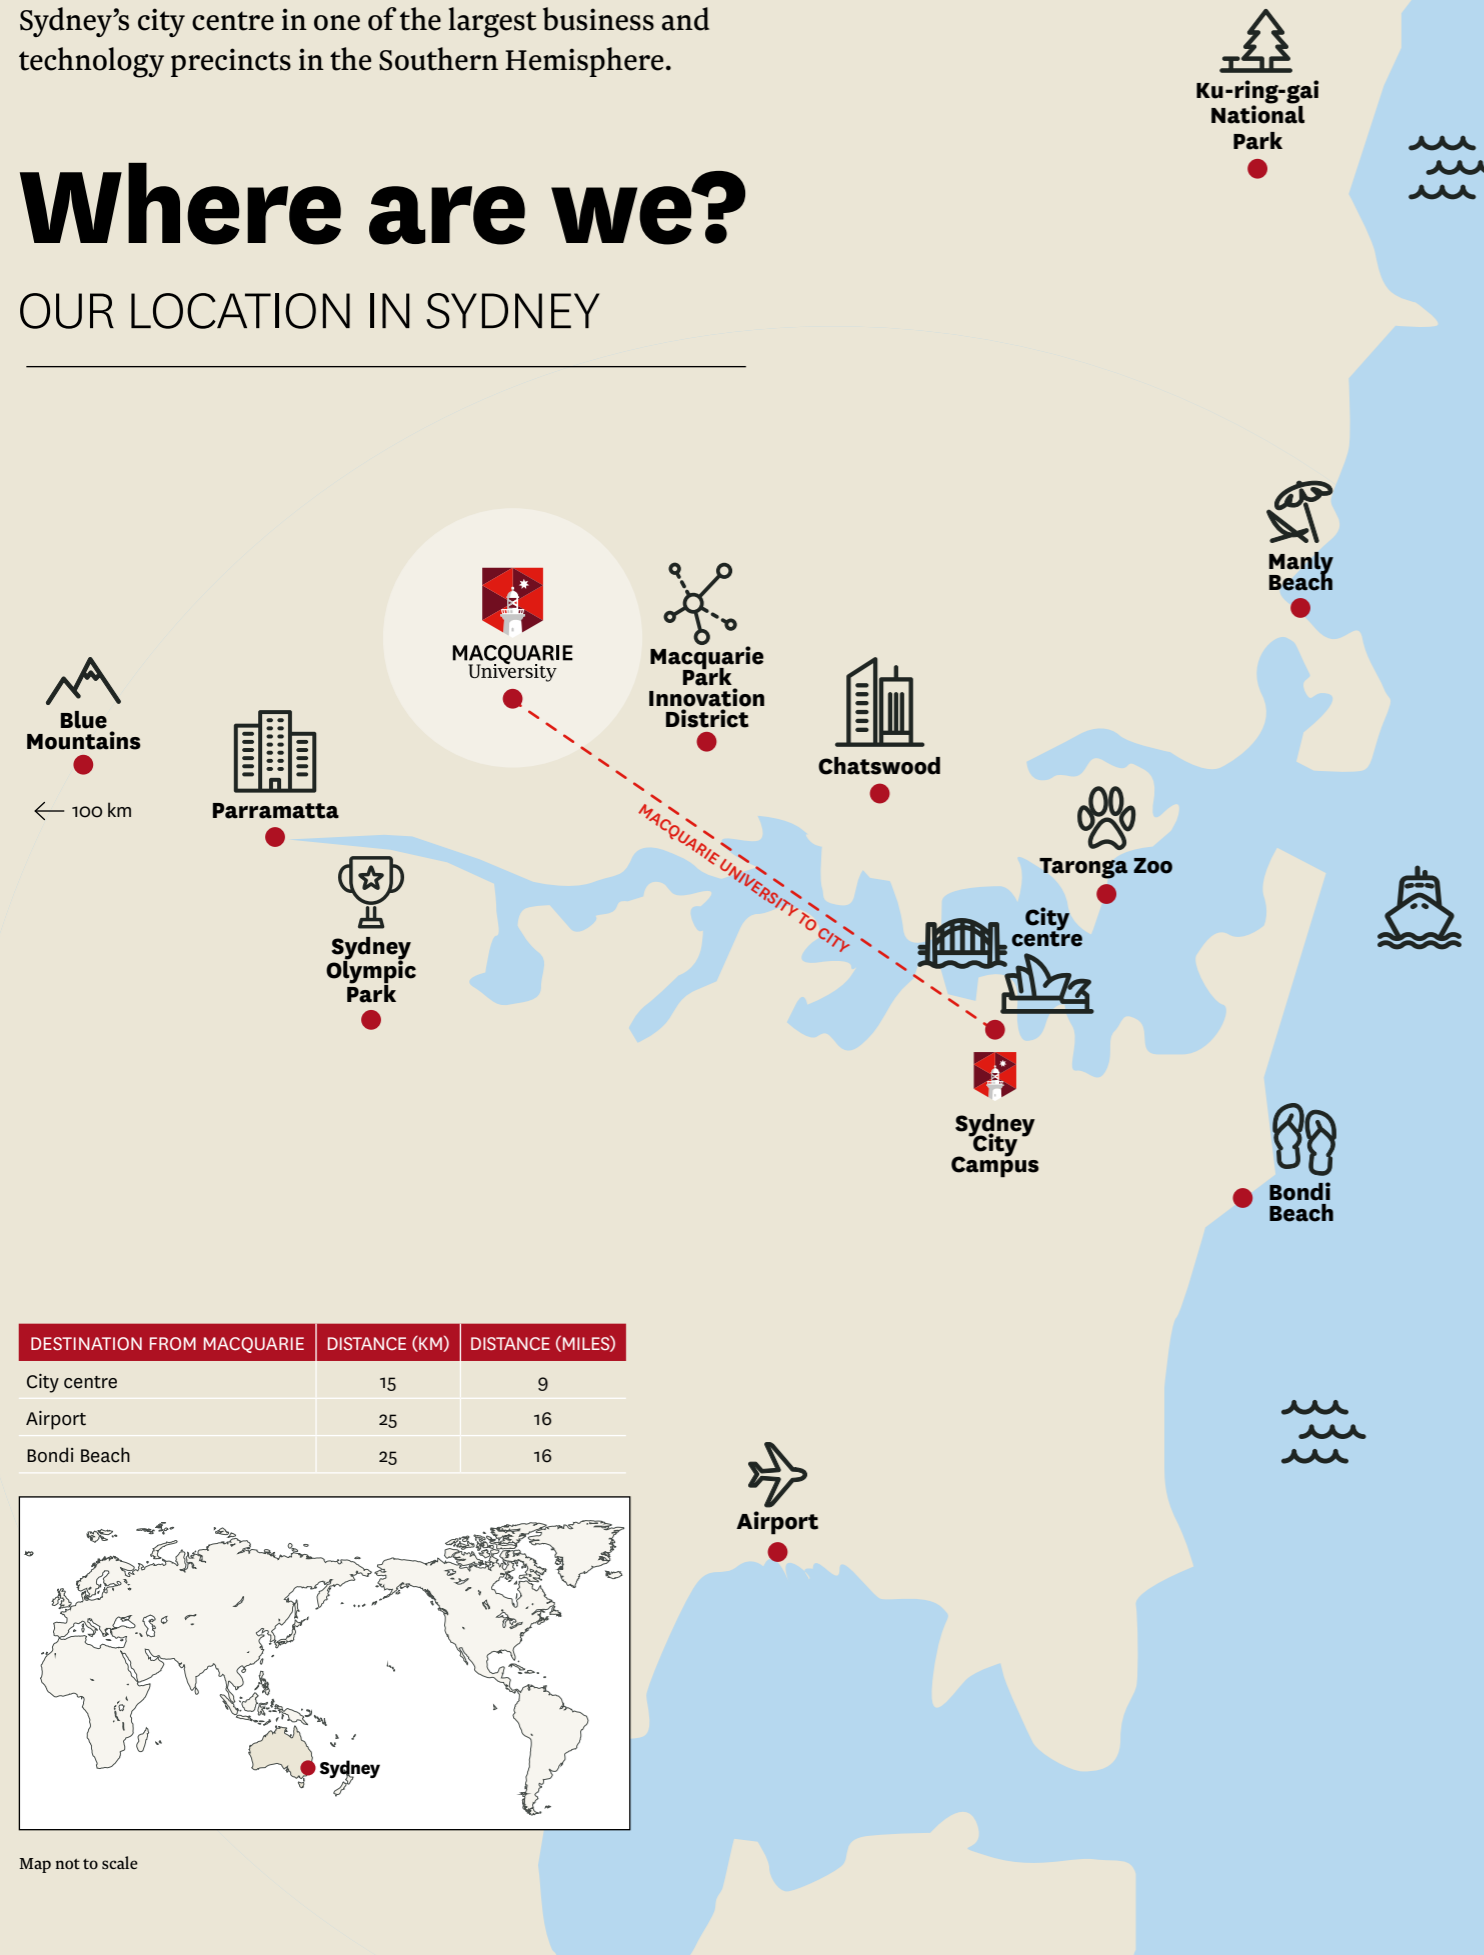 Sydney’s city centre in one of the largest business and
technology precincts in the Southern Hemisphere.
Where are we?
OUR LOCATION IN SYDNEY
Ku-ring-gai
National
Park
Manly
Beach
MACQUARIE
University
Macquarie
Park
Innovation
District
Blue
Mountains
100 km
Parramatta
Chatswood
MACQUARIE UNIVERSITY TO CITY
Taronga Zoo
City
centre
Sydney
Olympic
Park
Sydney
City
Campus
Bondi
Beach
DESTINATION FROM MACQUARIE DISTANCE (KM) DISTANCE (MILES)
City centre 15 9
Airport 25 16
Bondi Beach 25 16
Airport
Sydney
Map not to scale